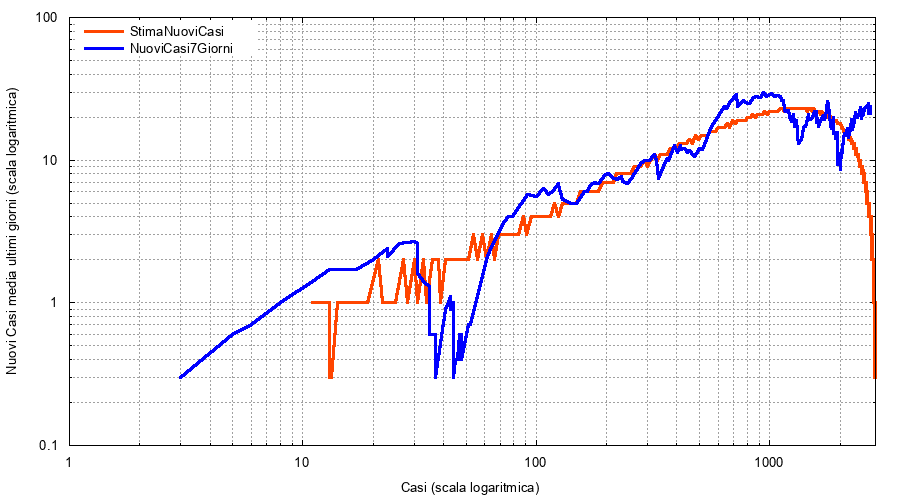 100
StimaNuoviCasi
NuoviCasi7Giorni
10
1
0.1
Nuovi Casi media ultimi giorni (scala logaritmica)
1 10 100 1000
Casi (scala logaritmica)